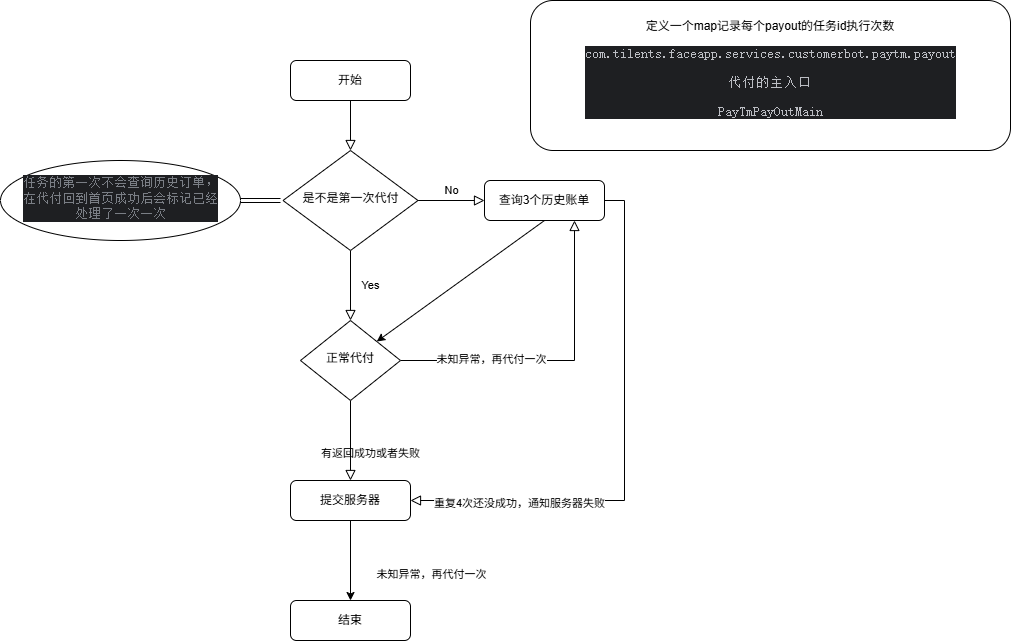 定义一个map记录每个payout的任务id执行次数
com.tilents.faceapp.services.customerbot.paytm.payout
代付的主入口
PayTmPayOutMain
开始
任务的第一次不会查询历史订单，
在代付回到首页成功后会标记已经
处理了一次一次
是不是第一次代付
No
查询3个历史账单
Yes
正常代付
未知异常，再代付一次
有返回成功或者失败
提交服务器
重复4次还没成功，通知服务器失败
未知异常，再代付一次
结束